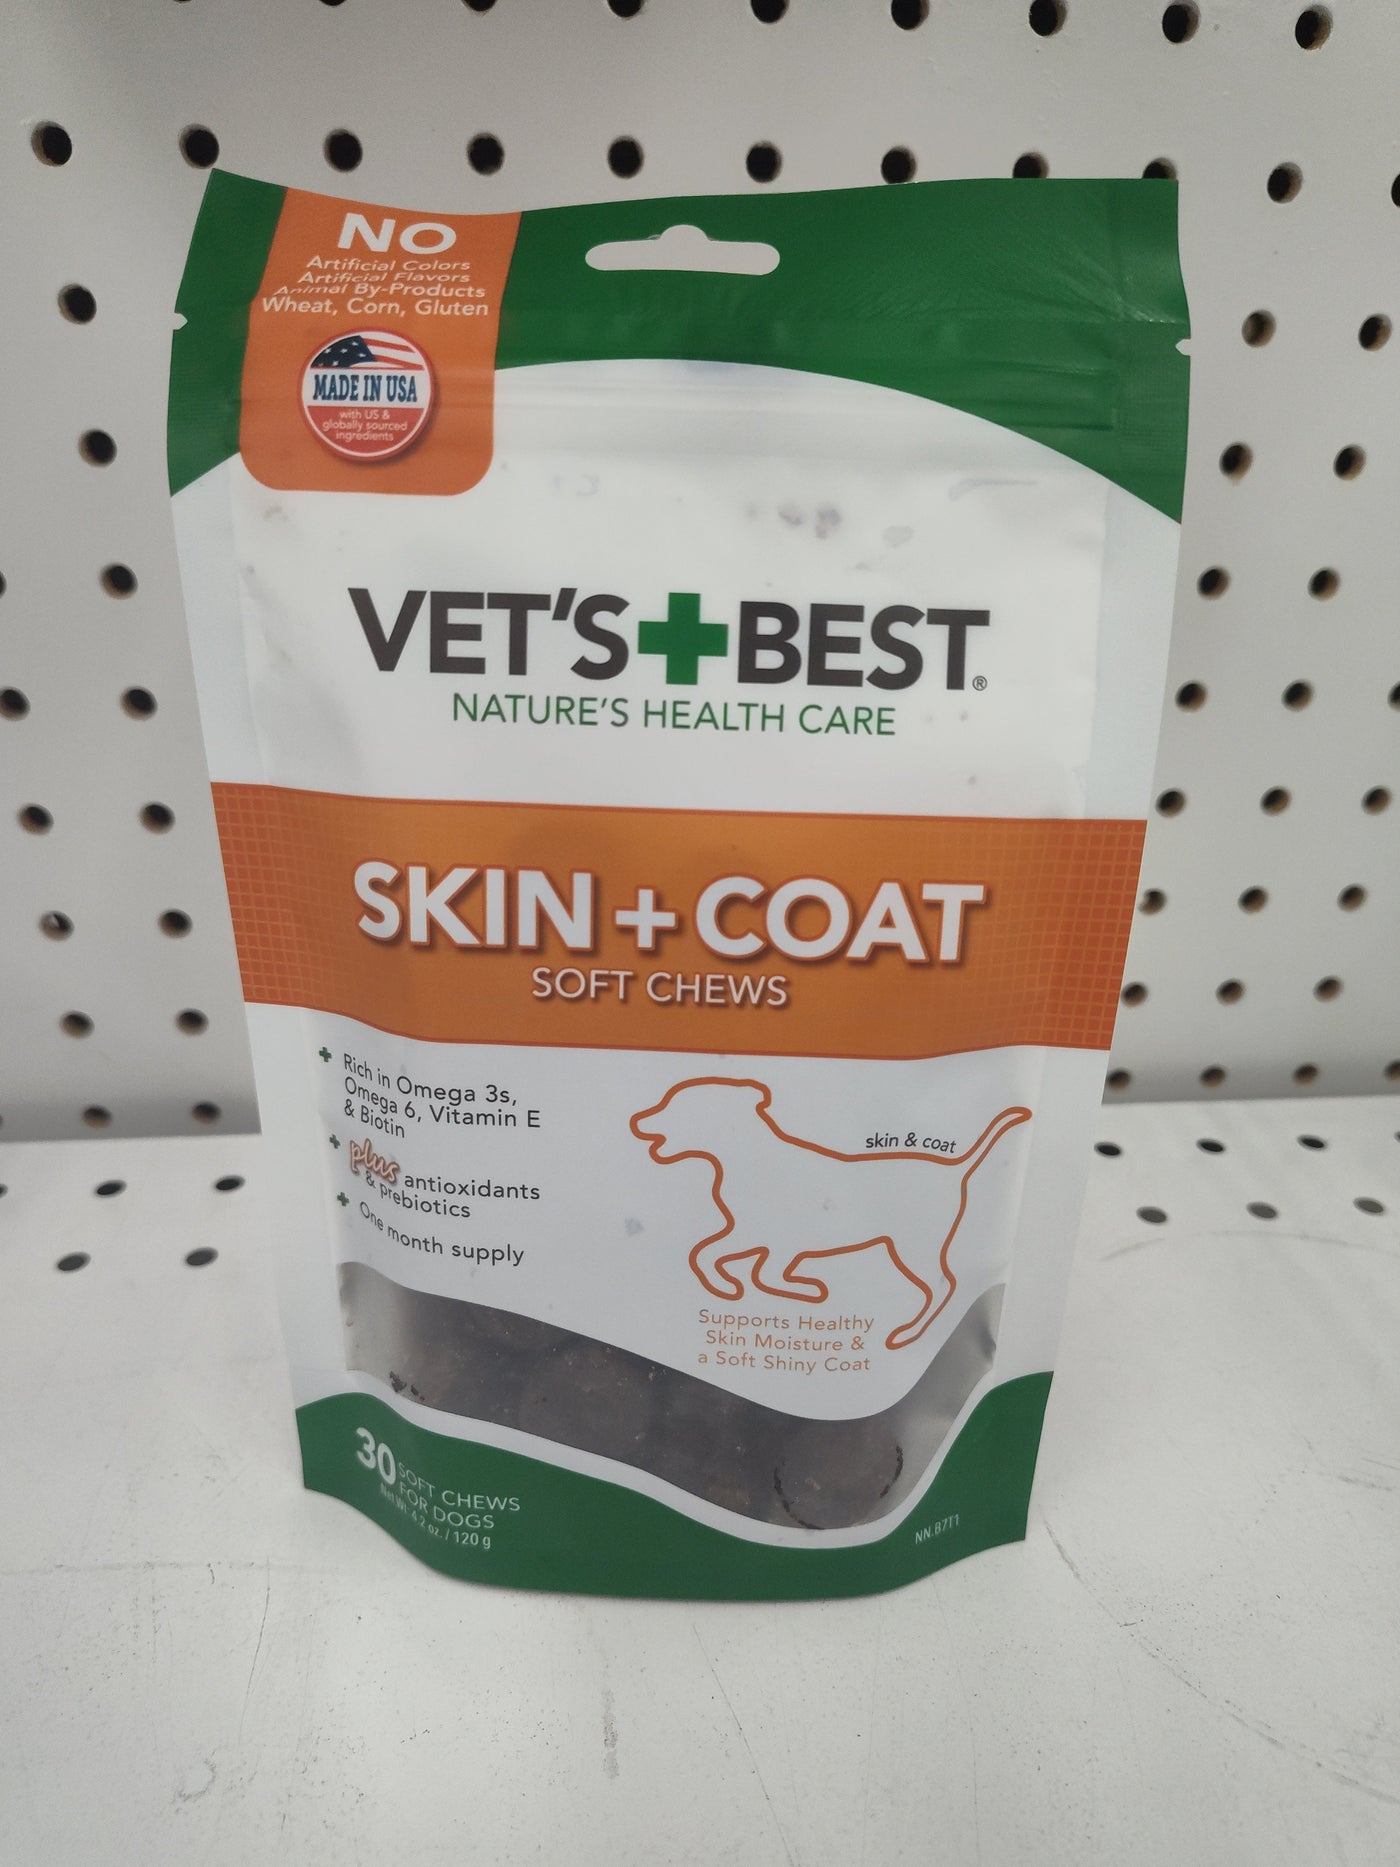 NO
Artificial Colors
Artificial Flavors
Animal By-Products
Wheat, Corn, Gluten
MADE IN USA
with US &
globally sourced
ingredients
VET'S+BEST®
NATURE'S HEALTH CARE
SKIN + COAT
SOFT CHEWS
+ Rich in Omega 3s,
Omega 6, Vitamin E
& Biotin
+ plus antioxidants
& prebiotics
+ One month supply
skin & coat
Supports Healthy
Skin Moisture &
a Soft Shiny Coat
30 SOFT CHEWS
FOR DOGS
Net Wt. 4.2 oz. / 120 g
NN.B7T1